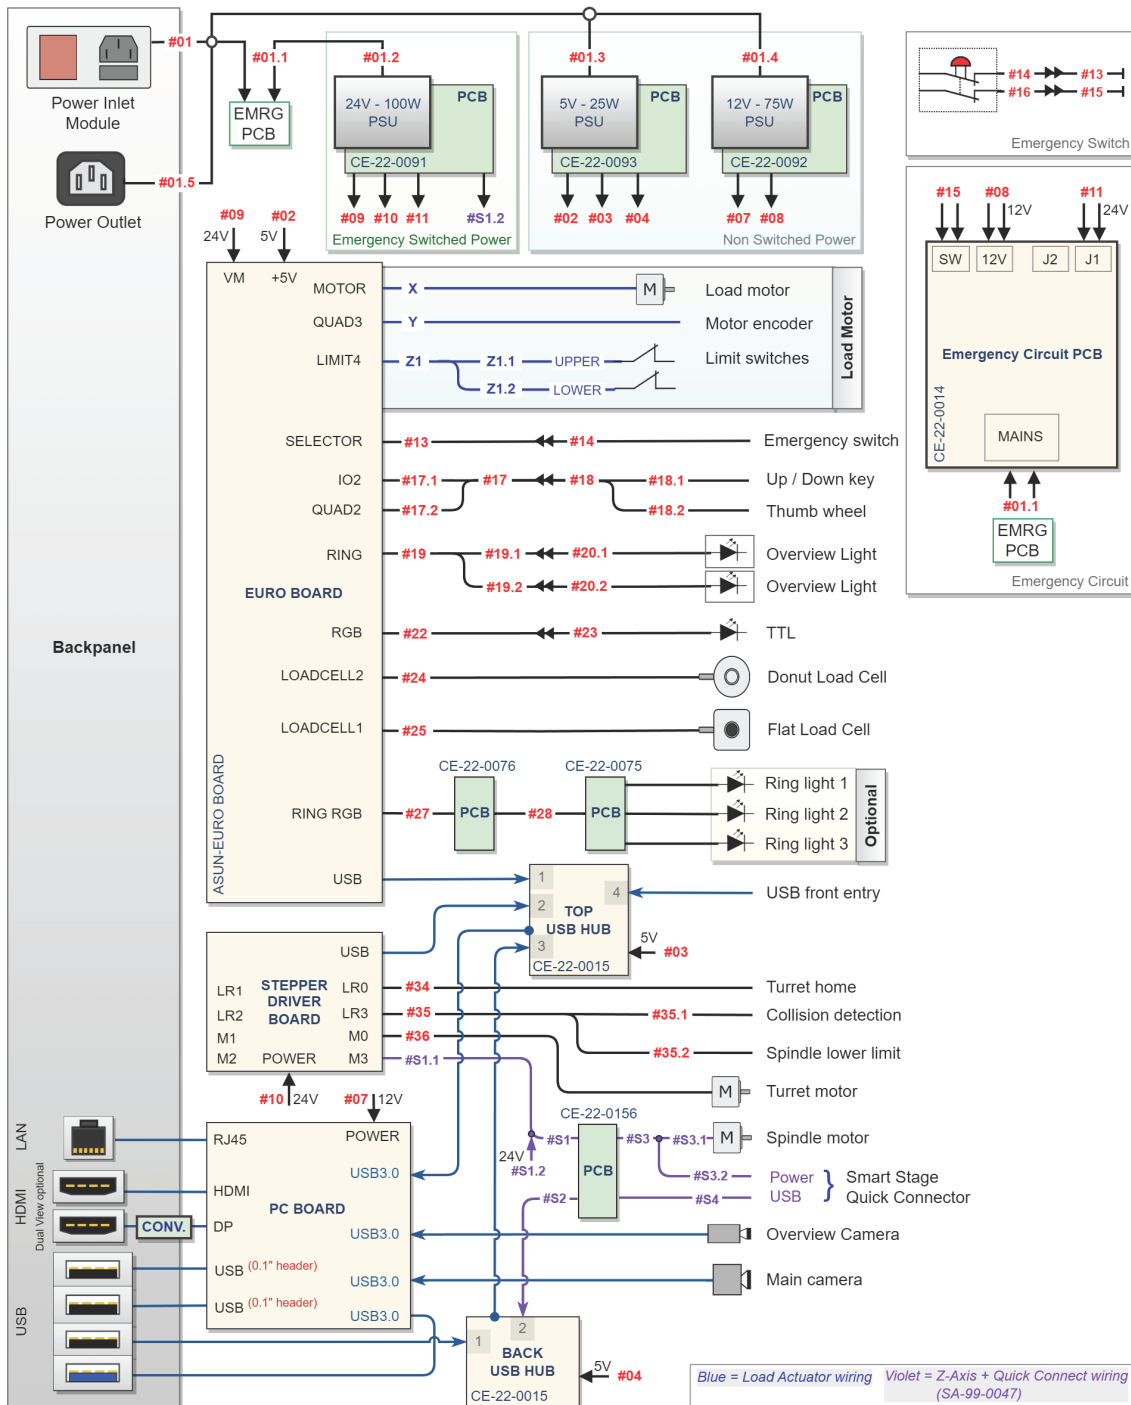 #01
#01.1
#01.2
#01.3
#01.4
Power Inlet
Module
EMRG
PCB
24V - 100W
PSU
PCB
CE-22-0091
5V - 25W
PSU
PCB
CE-22-0093
12V - 75W
PSU
PCB
CE-22-0092
#01.5
Power Outlet
#09
#10
#11
#S1.2
Emergency Switched Power
#02
#03
#04
#07
#08
Non Switched Power
#14
#13
#16
#15
Emergency Switch
#15
#08
12V
#11
24V
SW
12V
J2
J1
Emergency Circuit PCB
CE-22-0014
MAINS
#01.1
EMRG
PCB
Emergency Circuit
#09
24V
#02
5V
VM
+5V
MOTOR
X
M
Load motor
QUAD3
Y
Motor encoder
LIMIT4
Z1
Z1.1
UPPER
Limit switches
Z1.2
LOWER
Load Motor
SELECTOR
#13
#14
Emergency switch
IO2
#17.1
#17
#18
#18.1
Up / Down key
QUAD2
#17.2
#18.2
Thumb wheel
RING
#19
#19.1
#20.1
Overview Light
#19.2
#20.2
Overview Light
EURO BOARD
RGB
#22
#23
TTL
Backpanel
LOADCELL2
#24
Donut Load Cell
LOADCELL1
#25
Flat Load Cell
ASUN-EURO BOARD
CE-22-0076
CE-22-0075
RING RGB
#27
PCB
#28
PCB
Ring light 1
Ring light 2
Ring light 3
Optional
USB
1
2
3
4
TOP
USB HUB
CE-22-0015
USB front entry
5V
#03
USB
LR1
LR2
M1
M2
STEPPER
DRIVER
BOARD
POWER
LR0
#34
Turret home
LR3
#35
#35.1
Collision detection
M0
#36
#35.2
Spindle lower limit
M3
#S1.1
M
Turret motor
#10
24V
#07
12V
CE-22-0156
LAN
RJ45
POWER
#S1
PCB
#S3
#S3.1
M
Spindle motor
24V
#S1.2
USB3.0
#S3.2
Power
USB
}
Smart Stage
Quick Connector
#S2
#S4
HDMI
Dual View optional
HDMI
PC BOARD
CONV.
DP
USB3.0
Overview Camera
USB (0.1" header)
USB3.0
Main camera
USB (0.1" header)
USB3.0
USB
1
2
BACK
USB HUB
CE-22-0015
5V
#04
Blue = Load Actuator wiring
Violet = Z-Axis + Quick Connect wiring
(SA-99-0047)